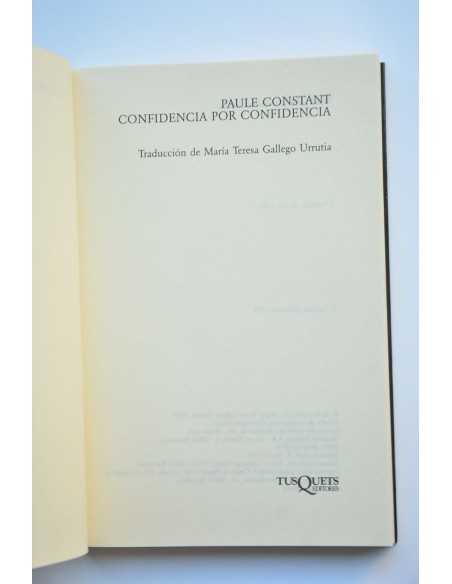 PAULE CONSTANT
CONFIDENCIA POR CONFIDENCIA
Traducción de María Teresa Gallego Urrutia
TUSQUETS
EDITORES